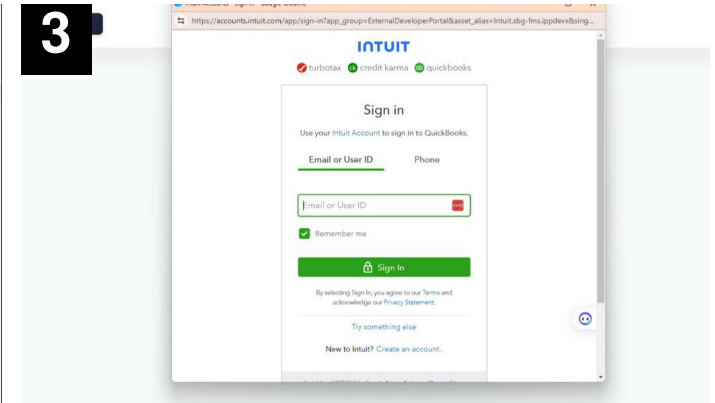 3
https://accounts.intuit.com/app/sign-in?app_group=ExternalDeveloperPortal&asset_alias=Intuit.sbg-fms.ippdevx&sing...
INTUIT
turbotax ck credit karma qb quickbooks
Sign in
Use your Intuit Account to sign in to QuickBooks.
Email or User ID Phone
Email or User ID
Remember me
Sign In
By selecting Sign In, you agree to our Terms and
acknowledge our Privacy Statement.
Try something else
New to Intuit? Create an account.